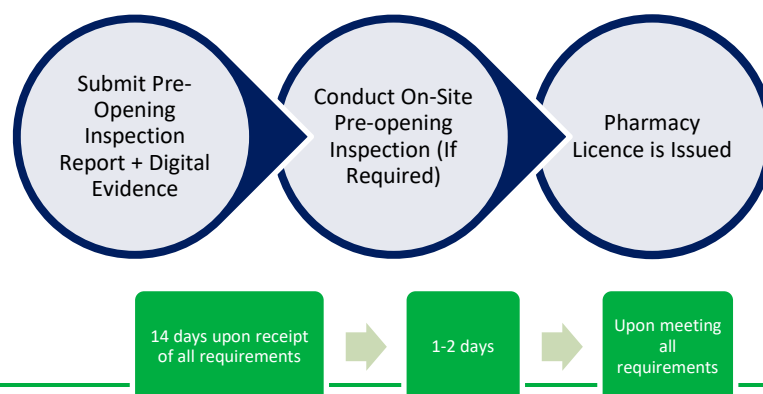 Submit Pre-
Opening
Inspection
Report + Digital
Evidence
Conduct On-Site
Pre-opening
Inspection (If
Required)
Pharmacy
Licence is Issued
14 days upon receipt
of all requirements
1-2 days
Upon meeting
all
requirements